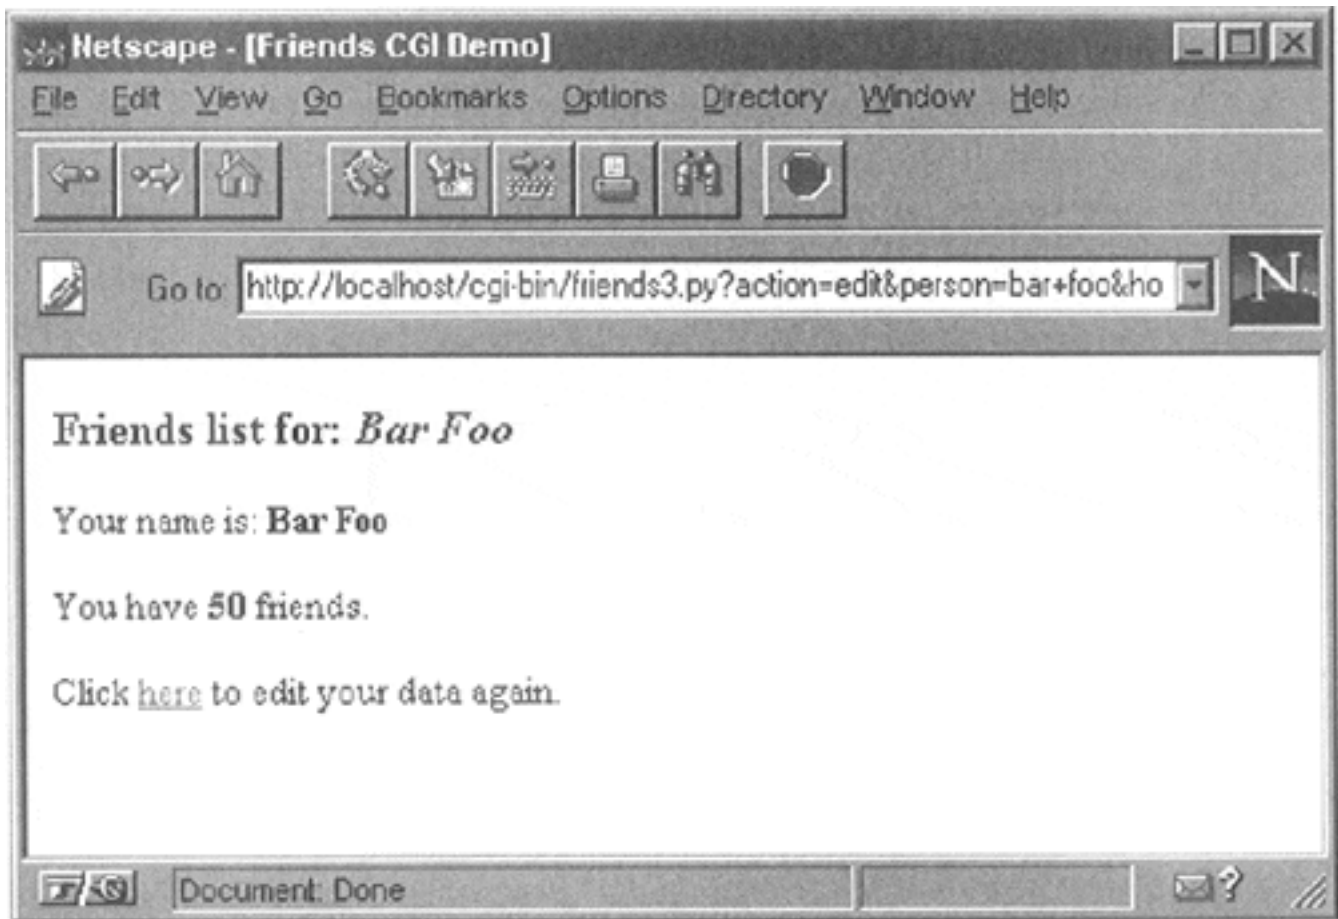 Netscape - [Friends CGI Demo]
File Edit View Go Bookmarks Options Directory Window Help
Go to: http://localhost/cgi-bin/friends3.py?action=edit&person=bar+foo&ho
N
Friends list for: Bar Foo
Your name is: Bar Foo
You have 50 friends.
Click here to edit your data again.
Document: Done
?